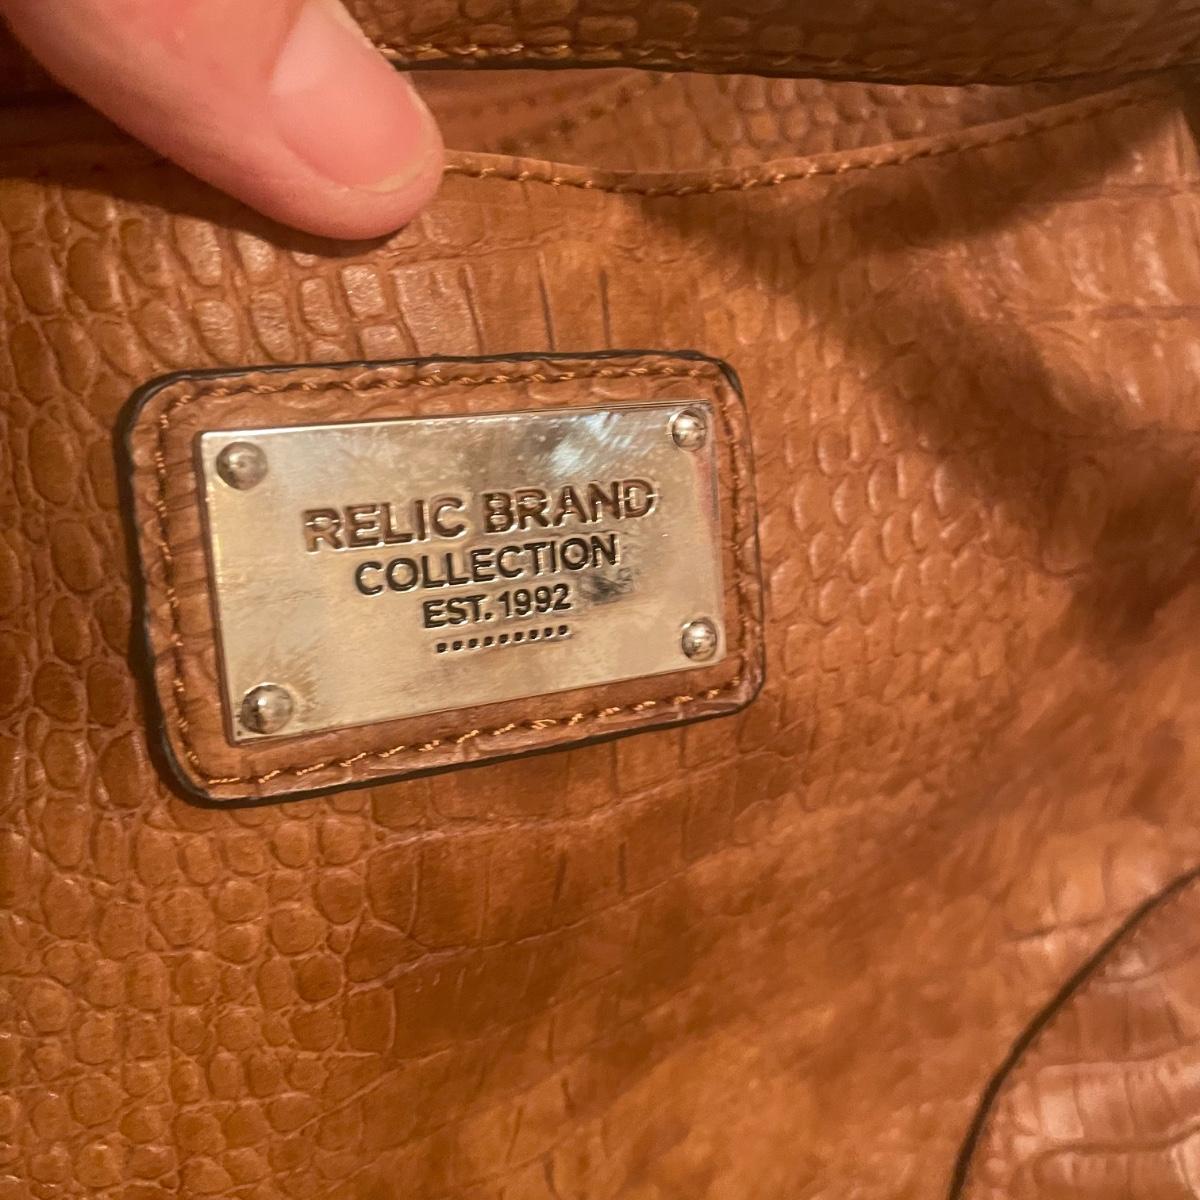 RELIC BRAND
COLLECTION
EST. 1992